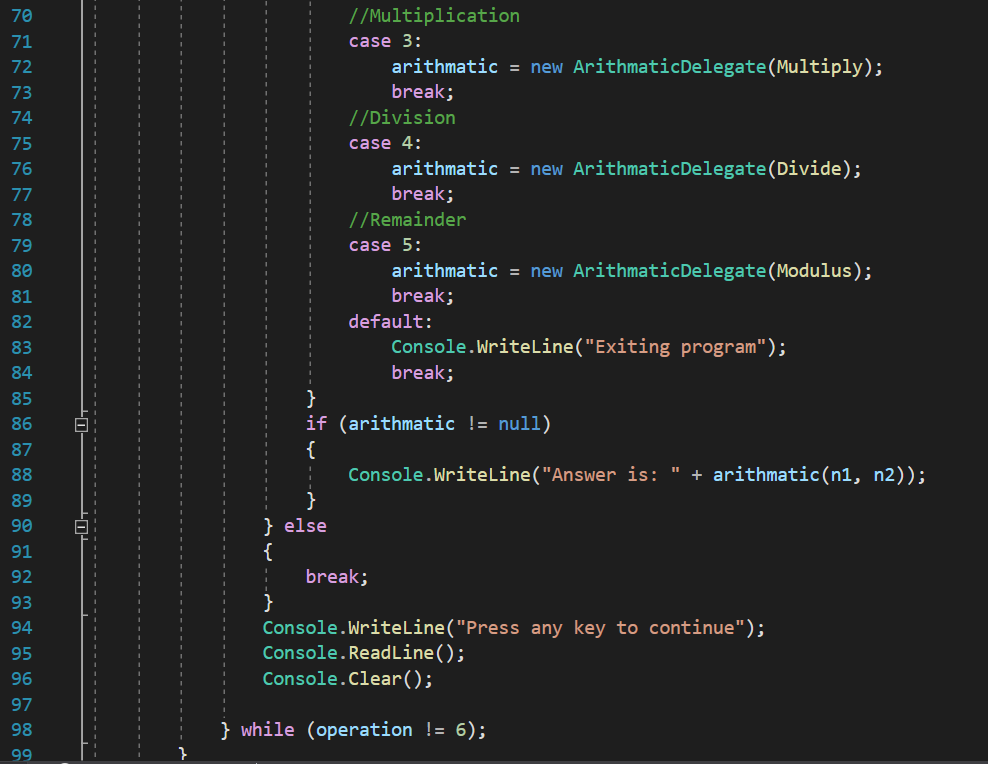 70 //Multiplication
71 case 3:
72 arithmatic = new ArithmaticDelegate(Multiply);
73 break;
74 //Division
75 case 4:
76 arithmatic = new ArithmaticDelegate(Divide);
77 break;
78 //Remainder
79 case 5:
80 arithmatic = new ArithmaticDelegate(Modulus);
81 break;
82 default:
83 Console.WriteLine("Exiting program");
84 break;
85 }
86 if (arithmatic != null)
87 {
88 Console.WriteLine("Answer is: " + arithmatic(n1, n2));
89 }
90 } else
91 {
92 break;
93 }
94 Console.WriteLine("Press any key to continue");
95 Console.ReadLine();
96 Console.Clear();
97
98 } while (operation != 6);
99 }